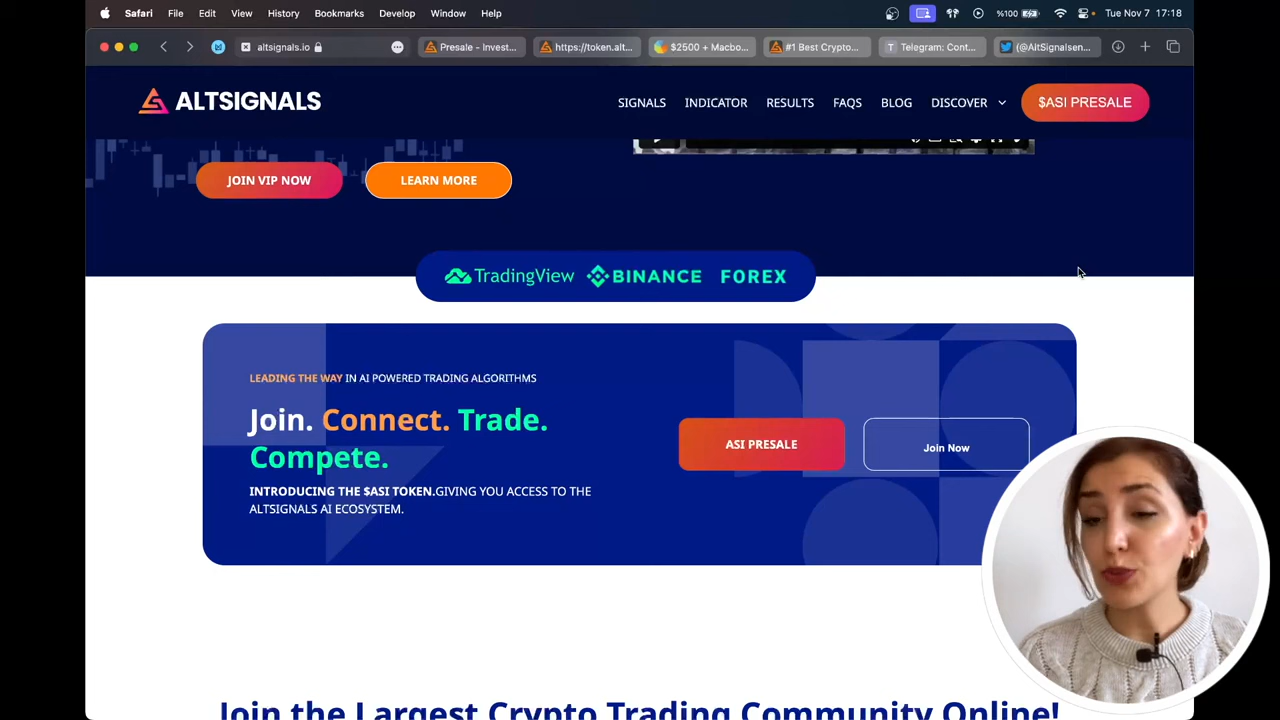 Safari File Edit View History Bookmarks Develop Window Help %100 Tue Nov 7 17:18
altsignals.io Presale - Invest... https://token.alt... $2500 + Macbo... #1 Best Crypto... T Telegram: Cont... (@AltSignalsen...
ALTSIGNALS SIGNALS INDICATOR RESULTS FAQS BLOG DISCOVER $ASI PRESALE
JOIN VIP NOW LEARN MORE
TradingView BINANCE FOREX
LEADING THE WAY IN AI POWERED TRADING ALGORITHMS
Join. Connect. Trade.
Compete.
ASI PRESALE Join Now
INTRODUCING THE $ASI TOKEN.GIVING YOU ACCESS TO THE
ALTSIGNALS AI ECOSYSTEM.
Join the Largest Crypto Trading Community Online!